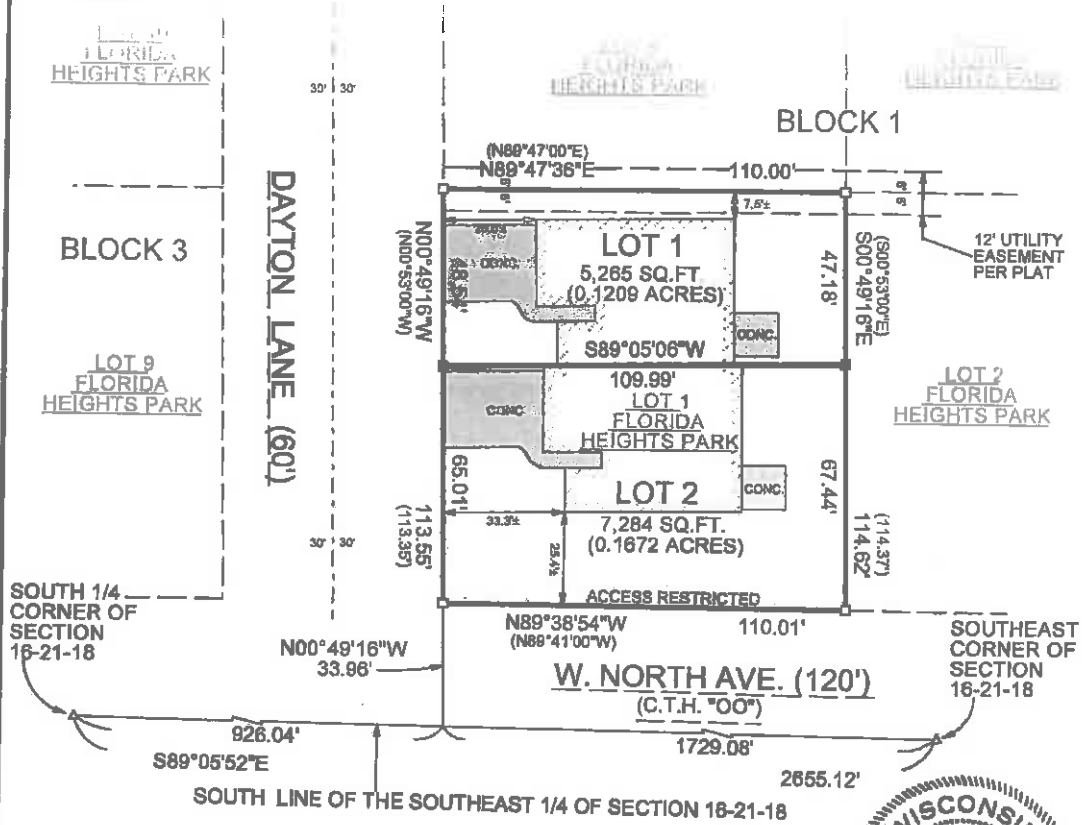 FLORIDA
HEIGHTS PARK
FLORIDA
HEIGHTS PARK
HEIGHTS PARK
30' 30'
BLOCK 1
(N89°47'00"E)
N89°47'36"E
110.00'
6' 6'
7.5'±
12' UTILITY
EASEMENT
PER PLAT
BLOCK 3
DAYTON LANE (60')
N00°49'16"W
(N00°53'00"W)
CONC.
LOT 1
5,265 SQ.FT.
(0.1209 ACRES)
CONC.
47.18'
S00°49'16"E
(S00°53'00"E)
S89°05'06"W
109.99'
LOT 9
FLORIDA
HEIGHTS PARK
CONC.
LOT 1
FLORIDA
HEIGHTS PARK
LOT 2
FLORIDA
HEIGHTS PARK
65.01'
113.55'
(113.35')
LOT 2
7,284 SQ.FT.
(0.1672 ACRES)
CONC.
67.44'
114.62'
(114.37')
33.3'±
25.4'±
30' 30'
ACCESS RESTRICTED
N89°38'54"W
(N89°41'00"W)
110.01'
SOUTH 1/4
CORNER OF
SECTION
16-21-18
N00°49'16"W
33.96'
W. NORTH AVE. (120')
(C.T.H. "OO")
SOUTHEAST
CORNER OF
SECTION
16-21-18
926.04'
1729.08'
S89°05'52"E
2655.12'
SOUTH LINE OF THE SOUTHEAST 1/4 OF SECTION 16-21-18
WISCONSI